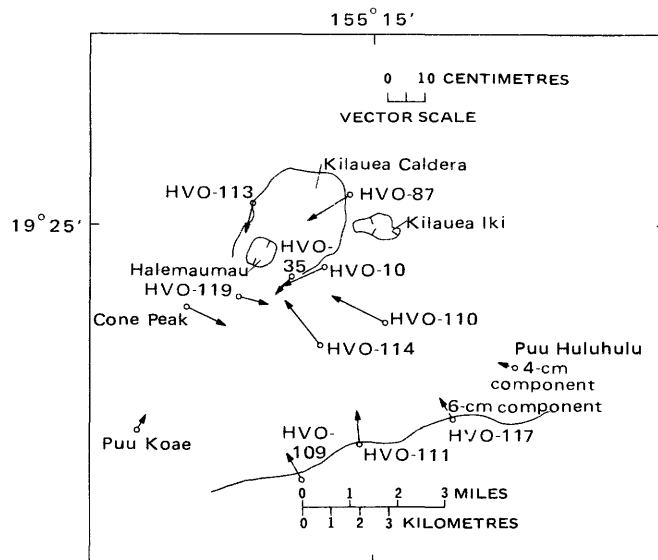 155° 15'
0 10 CENTIMETRES
VECTOR SCALE
Kilauea Caldera
HVO-113
HVO-87
19° 25'
Kilauea Iki
HVO-
35
HVO-10
Halemaumau
HVO-119
Cone Peak
HVO-110
HVO-114
Puu Huluhulu
4-cm
component
6-cm component
HVO-117
Puu Koae
HVO-
109
HVO-111
0 1 2 3 MILES
0 1 2 3 KILOMETRES